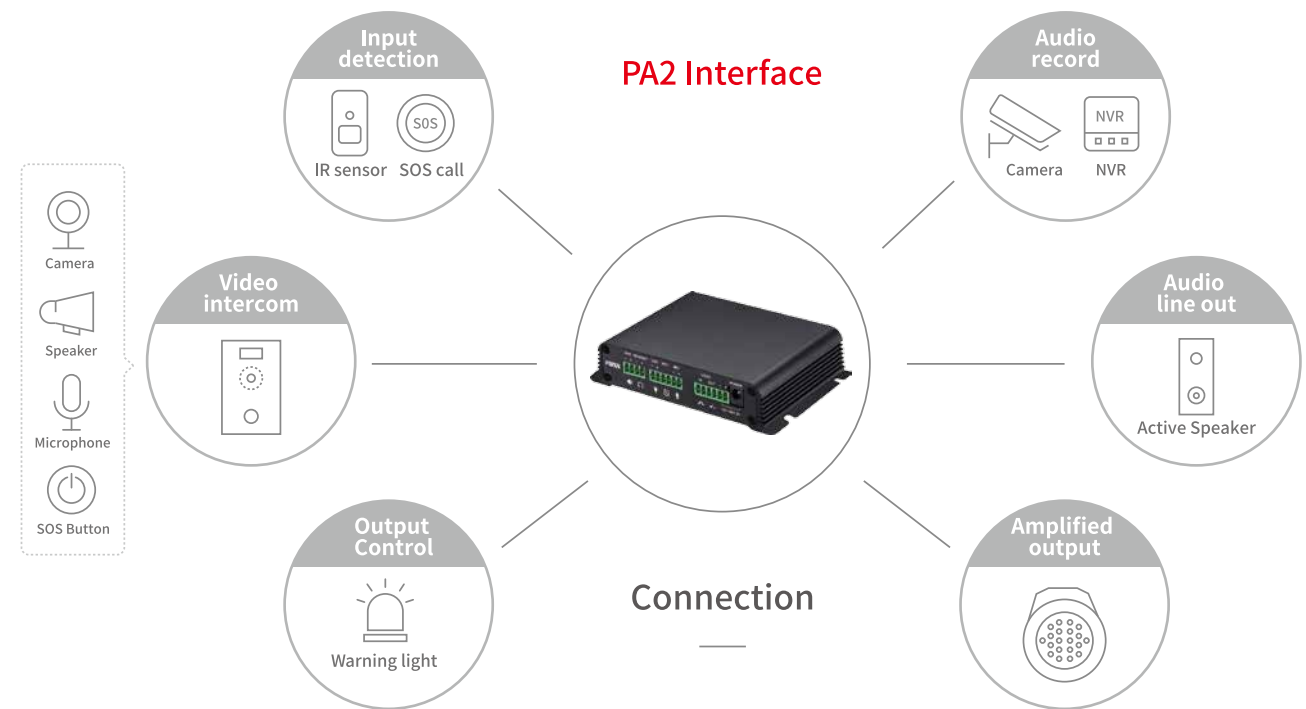 PA2 Interface
Input
detection
SOS
IR sensor
SOS call
Audio
record
NVR
Camera
NVR
Camera
Speaker
Microphone
SOS Button
Video
intercom
Audio
line out
Active Speaker
Output
Control
Warning light
Amplified
output
Connection